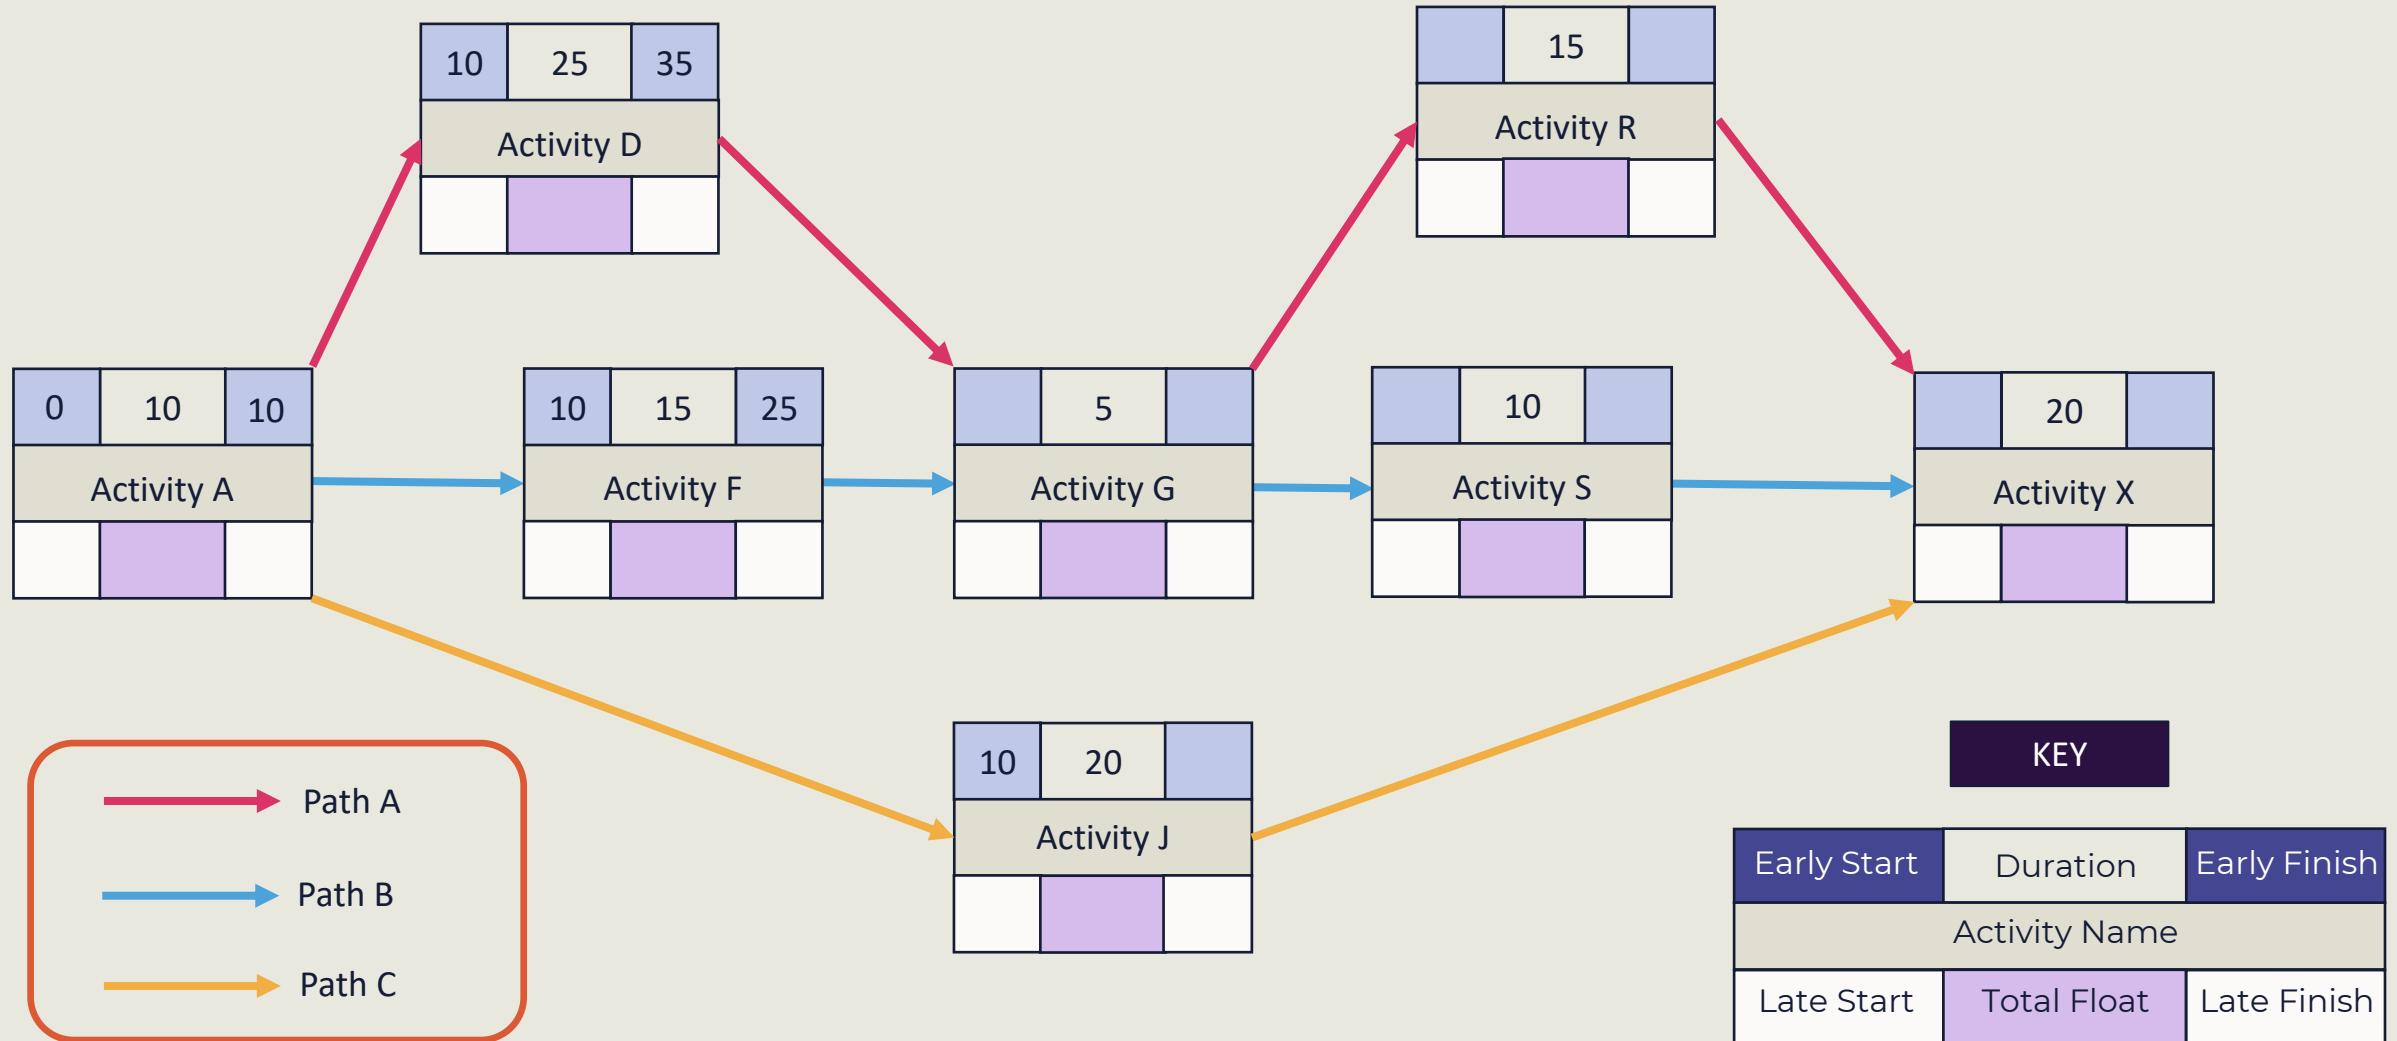 10 25 35
Activity D
15
Activity R
0 10 10
Activity A
10 15 25
Activity F
5
Activity G
10
Activity S
20
Activity X
10 20
Activity J
Path A
Path B
Path C
KEY
Early Start Duration Early Finish
Activity Name
Late Start Total Float Late Finish